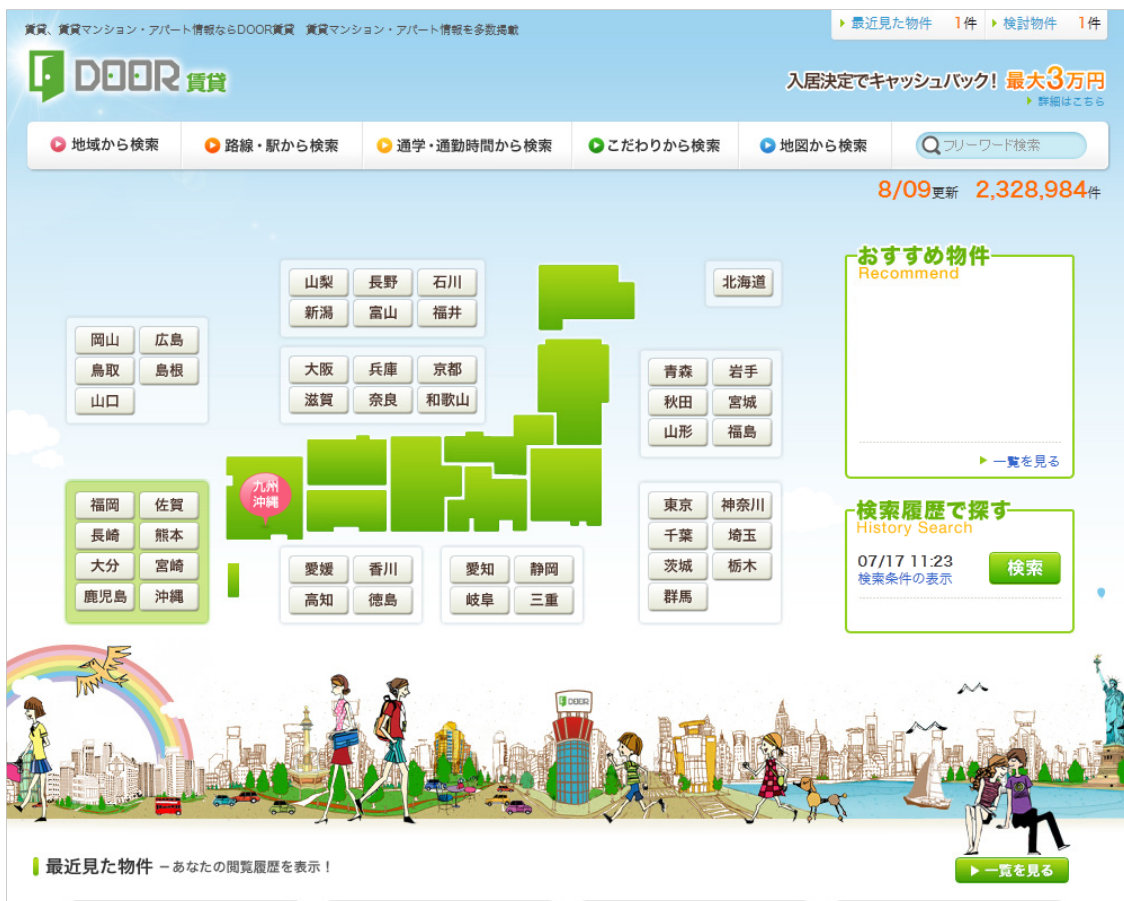 賃貸、賃貸マンション・アパート情報ならDOOR賃貸　賃貸マンション・アパート情報を多数掲載
最近見た物件 1件 検討物件 1件
DOOR 賃貸
入居決定でキャッシュバック！最大3万円
詳細はこちら
地域から検索 路線・駅から検索 通学・通勤時間から検索 こだわりから検索 地図から検索 フリーワード検索
8/09更新 2,328,984件
山梨 長野 石川
新潟 富山 福井
北海道
岡山 広島
鳥取 島根
山口
大阪 兵庫 京都
滋賀 奈良 和歌山
青森 岩手
秋田 宮城
山形 福島
九州
沖縄
福岡 佐賀
長崎 熊本
大分 宮崎
鹿児島 沖縄
愛媛 香川
高知 徳島
愛知 静岡
岐阜 三重
東京 神奈川
千葉 埼玉
茨城 栃木
群馬
おすすめ物件
Recommend
一覧を見る
検索履歴で探す
History Search
07/17 11:23
検索条件の表示
検索
DOOR
最近見た物件 －あなたの閲覧履歴を表示！
一覧を見る